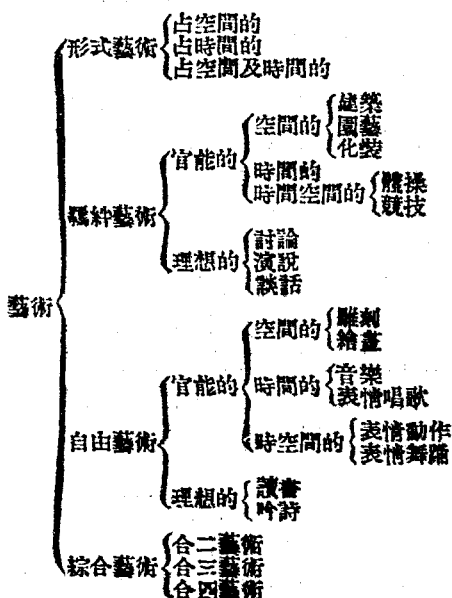 藝術
形式藝術
占空間的
占時間的
占空間及時間的
羈絆藝術
官能的
空間的
建築
園藝
化裝
時間的
時間空間的
體操
競技
理想的
討論
演說
談話
自由藝術
官能的
空間的
雕刻
繪畫
時間的
音樂
表情唱歌
時空間的
表情動作
表情舞蹈
理想的
讀書
吟詩
綜合藝術
合二藝術
合三藝術
合四藝術